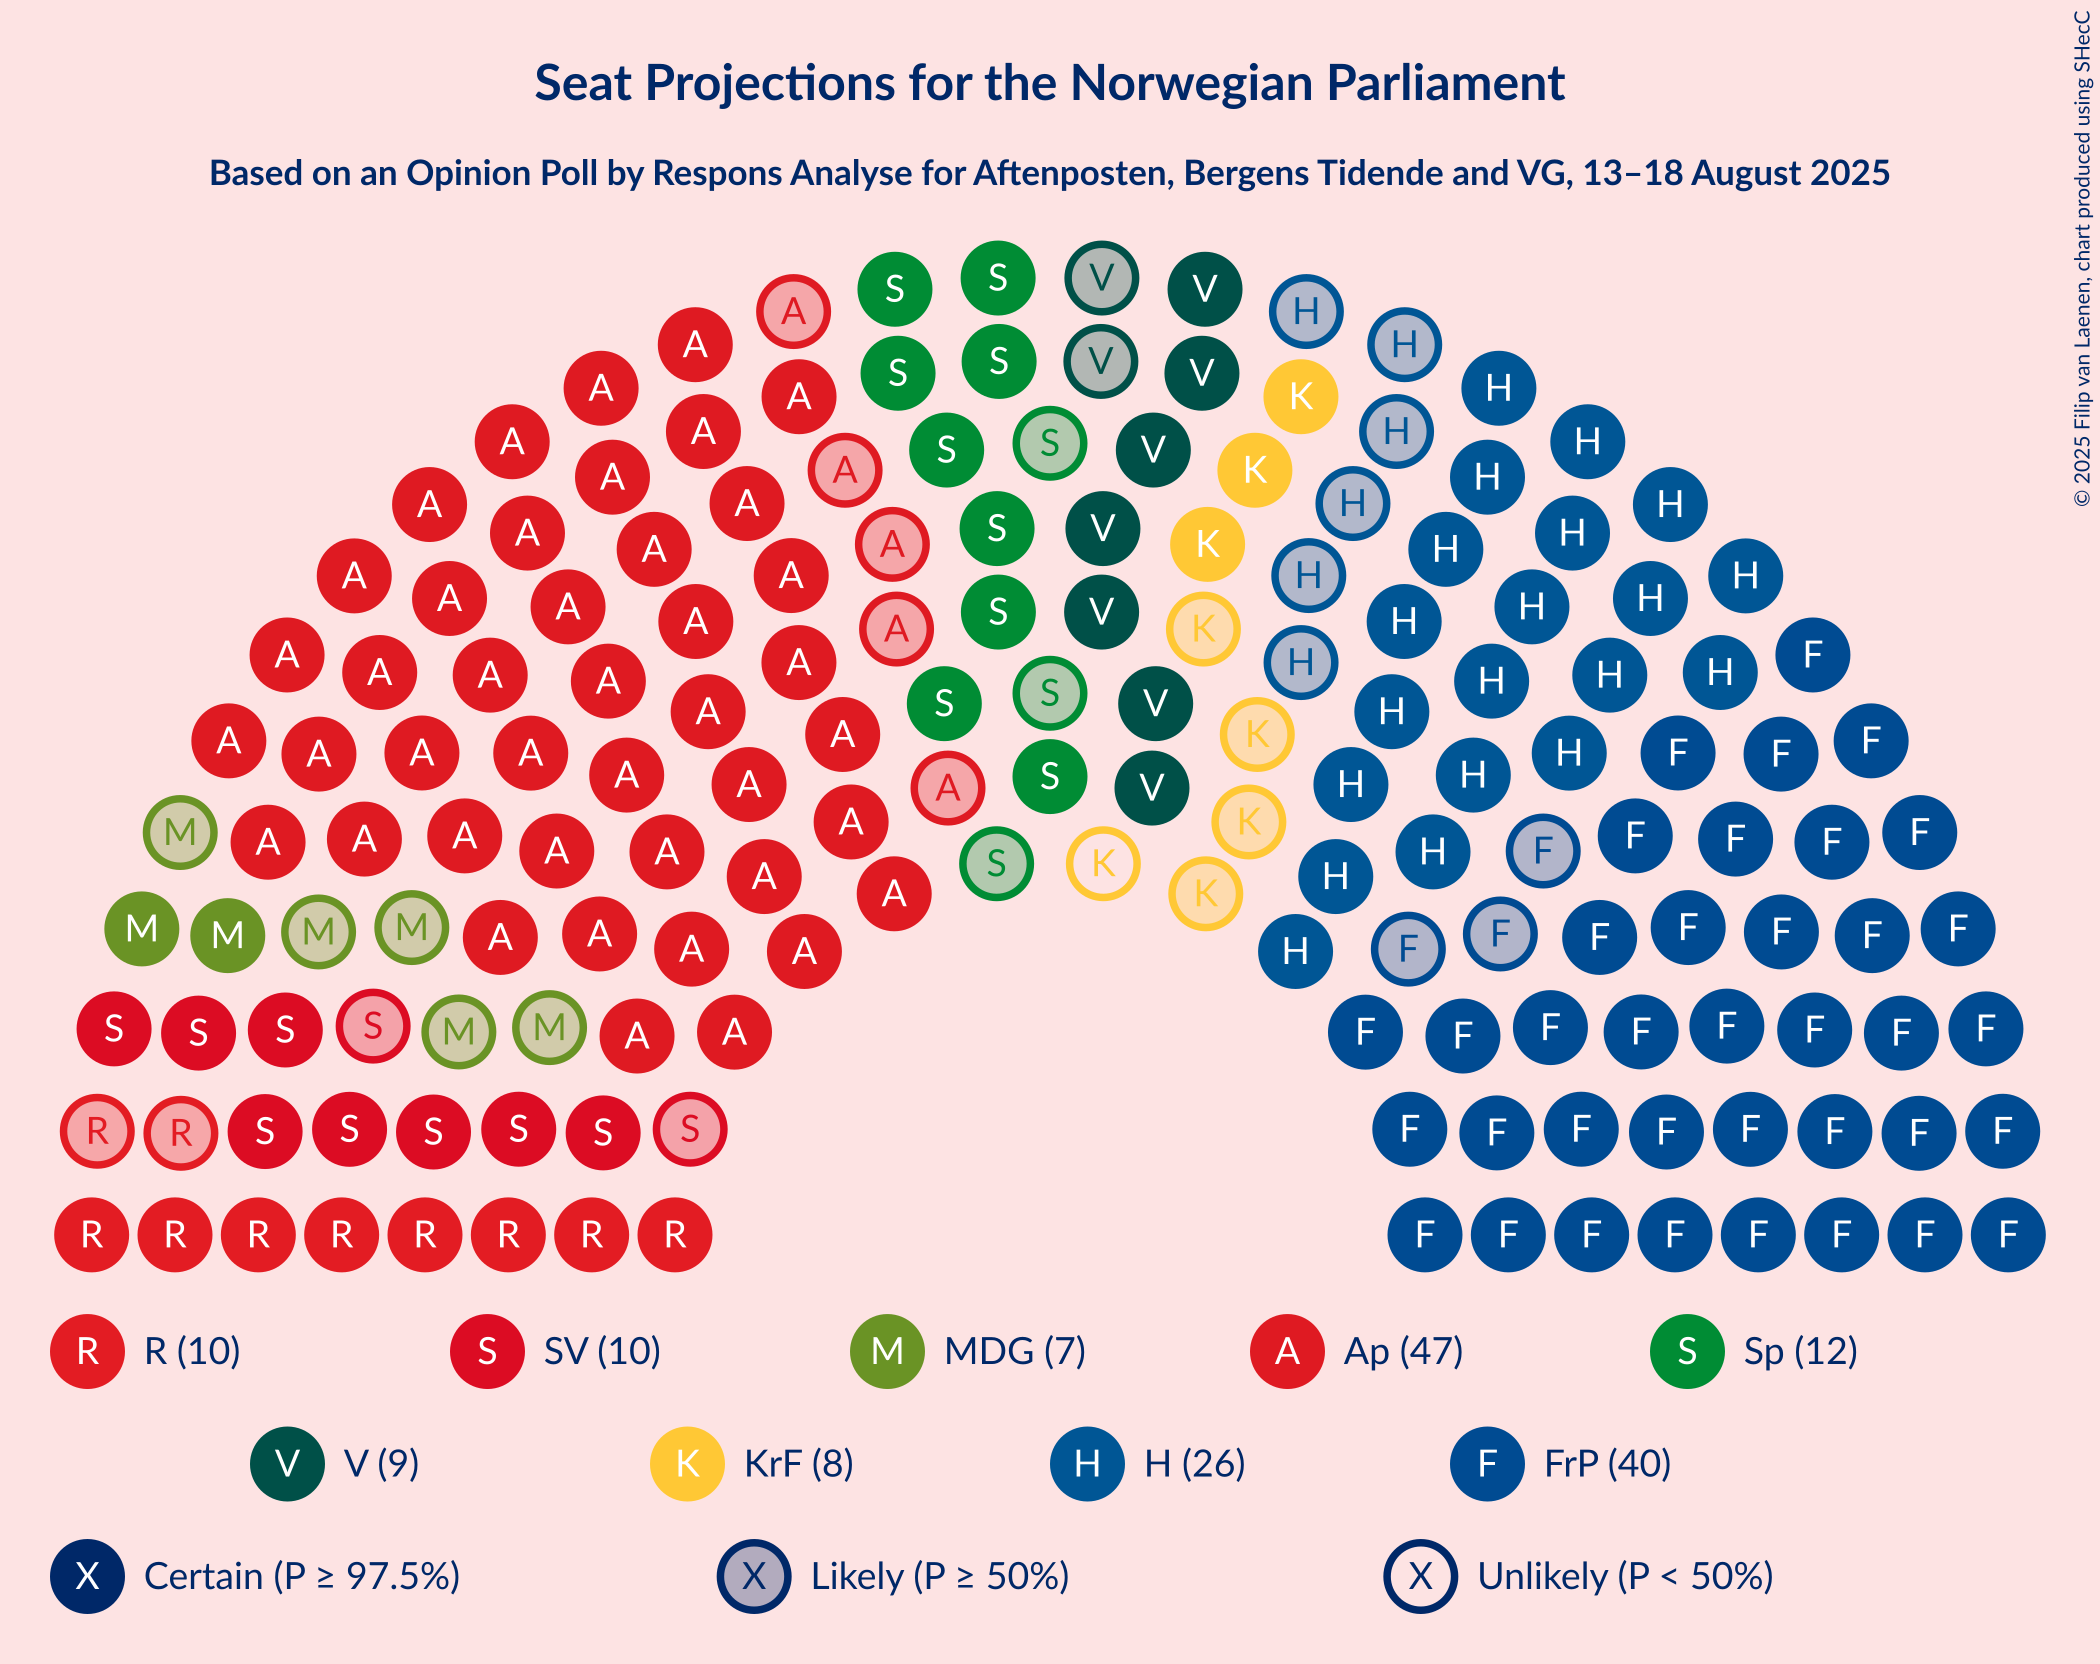 Seat Projections for the Norwegian Parliament
Based on an Opinion Poll by Respons Analyse for Aftenposten, Bergens Tidende and VG, 13–18 August 2025
© 2025 Filip van Laenen, chart produced using SHecC
S S V V
A H H
A S S V V H
A A K H H
A A S S V K H H
A A A S V K H H H
A A A A S V K H H H H
A A A A A S V K H H H H F
A A A A A A A S S V K H H H H F F F
M A A A A A A A A S V K H H H F F F F F
M M M M A A A A A S K K H F F F F F F F
S S S S M M A A F F F F F F F F
R R S S S S S S F F F F F F F F
R R R R R R R R F F F F F F F F
R R (10) S SV (10) M MDG (7) A Ap (47) S Sp (12)
V V (9) K KrF (8) H H (26) F FrP (40)
X Certain (P ≥ 97.5%) X Likely (P ≥ 50%) X Unlikely (P < 50%)